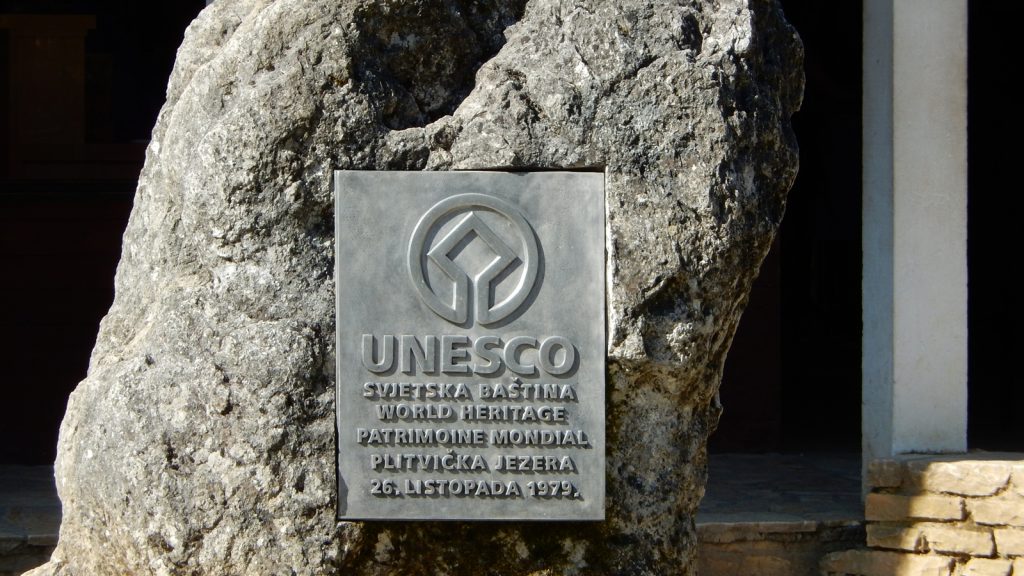 UNESCO
SVJETSKA BAŠTINA
WORLD HERITAGE
PATRIMOINE MONDIAL
PLITVIČKA JEZERA
26. LISTOPADA 1979.